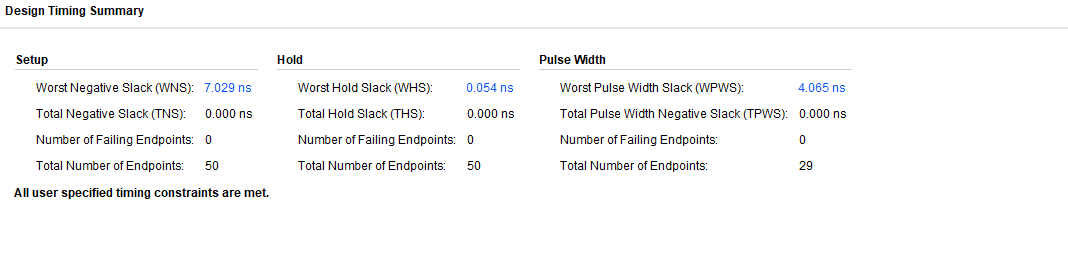 Design Timing Summary
Setup Hold Pulse Width
Worst Negative Slack (WNS): 7.029 ns Worst Hold Slack (WHS): 0.054 ns Worst Pulse Width Slack (WPWS): 4.065 ns
Total Negative Slack (TNS): 0.000 ns Total Hold Slack (THS): 0.000 ns Total Pulse Width Negative Slack (TPWS): 0.000 ns
Number of Failing Endpoints: 0 Number of Failing Endpoints: 0 Number of Failing Endpoints: 0
Total Number of Endpoints: 50 Total Number of Endpoints: 50 Total Number of Endpoints: 29
All user specified timing constraints are met.